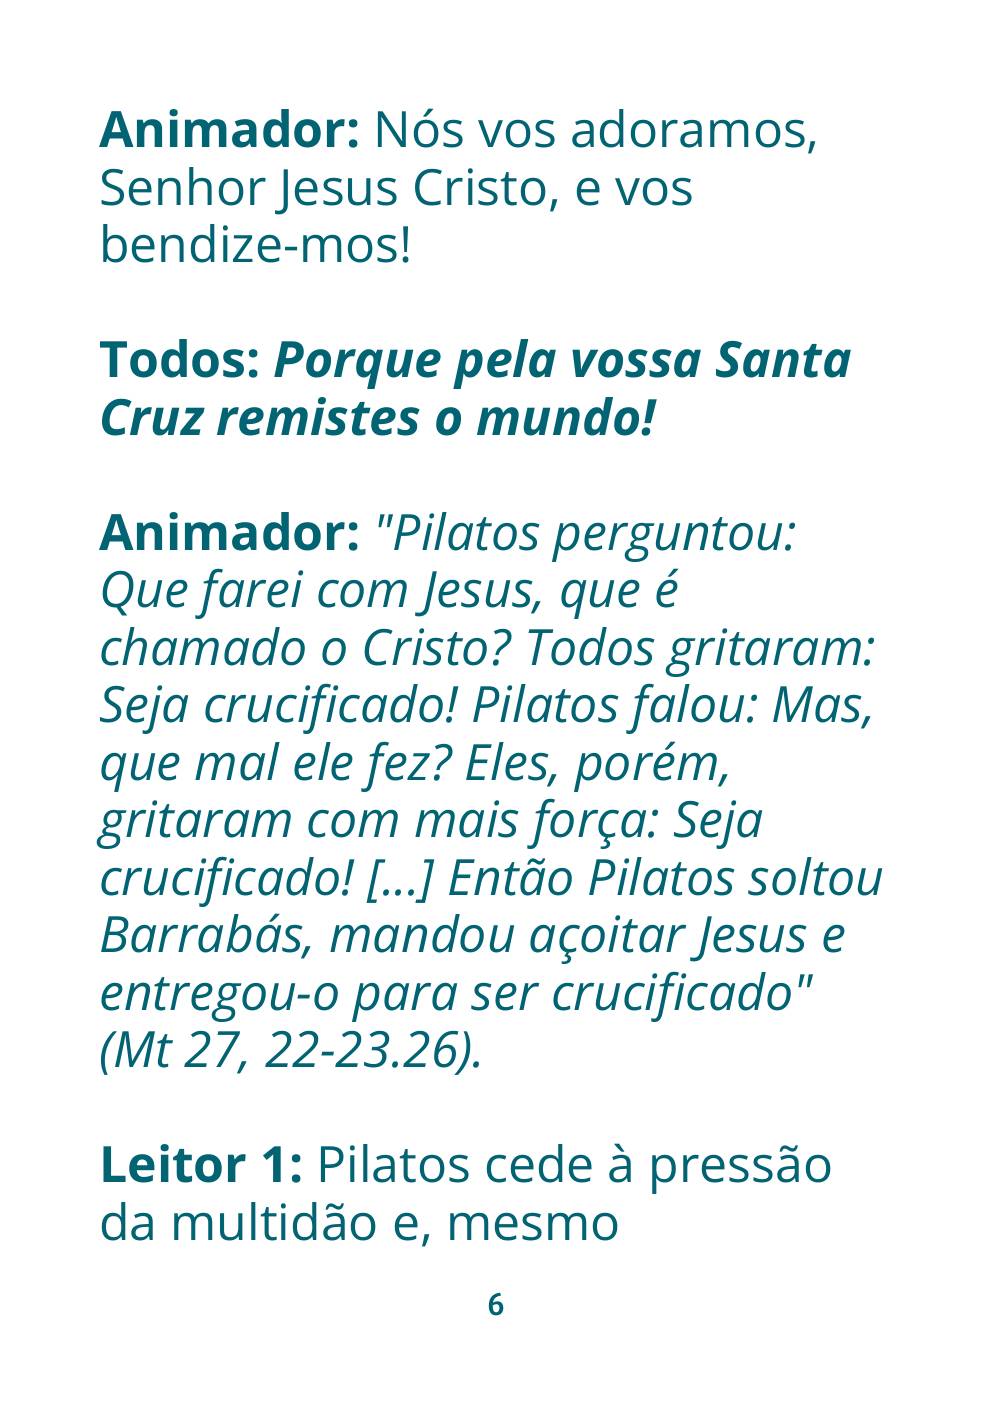 Animador: Nós vos adoramos,
Senhor Jesus Cristo, e vos
bendize-mos!
Todos: Porque pela vossa Santa
Cruz remistes o mundo!
Animador: "Pilatos perguntou:
Que farei com Jesus, que é
chamado o Cristo? Todos gritaram:
Seja crucificado! Pilatos falou: Mas,
que mal ele fez? Eles, porém,
gritaram com mais força: Seja
crucificado! [...] Então Pilatos soltou
Barrabás, mandou açoitar Jesus e
entregou-o para ser crucificado"
(Mt 27, 22-23.26).
Leitor 1: Pilatos cede à pressão
da multidão e, mesmo
6